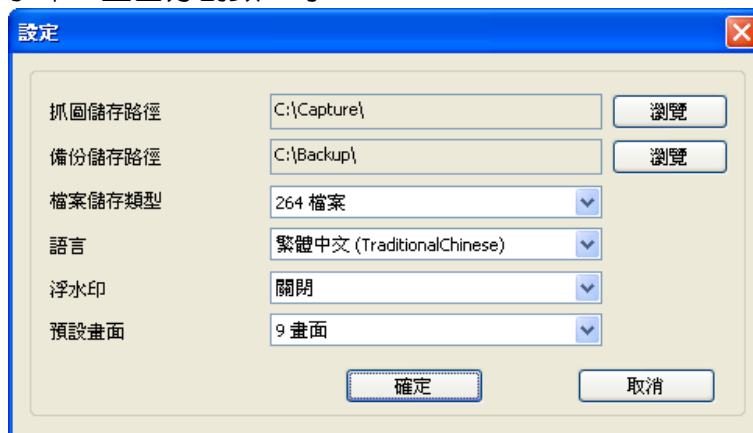 設定
抓圖儲存路徑 C:\Capture\ 瀏覽
備份儲存路徑 C:\Backup\ 瀏覽
檔案儲存類型 264 檔案
語言 繁體中文 (TraditionalChinese)
浮水印 關閉
預設畫面 9 畫面
確定 取消